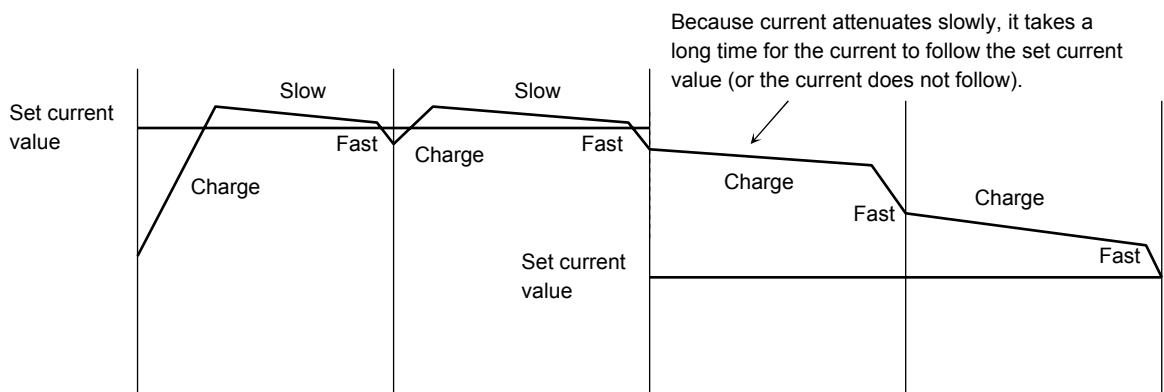 Because current attenuates slowly, it takes a
long time for the current to follow the set current
value (or the current does not follow).
Set current
value
Slow
Slow
Fast
Charge
Fast
Charge
Charge
Charge
Fast
Fast
Set current
value